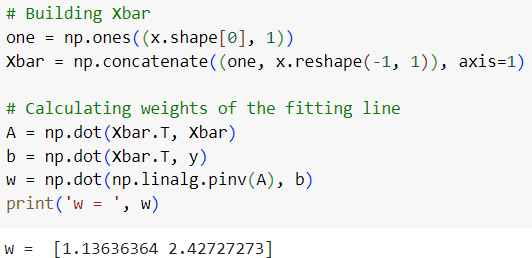 # Building Xbar
one = np.ones((x.shape[0], 1))
Xbar = np.concatenate((one, x.reshape(-1, 1)), axis=1)
# Calculating weights of the fitting line
A = np.dot(Xbar.T, Xbar)
b = np.dot(Xbar.T, y)
w = np.dot(np.linalg.pinv(A), b)
print('w = ', w)
w =  [1.13636364 2.42727273]